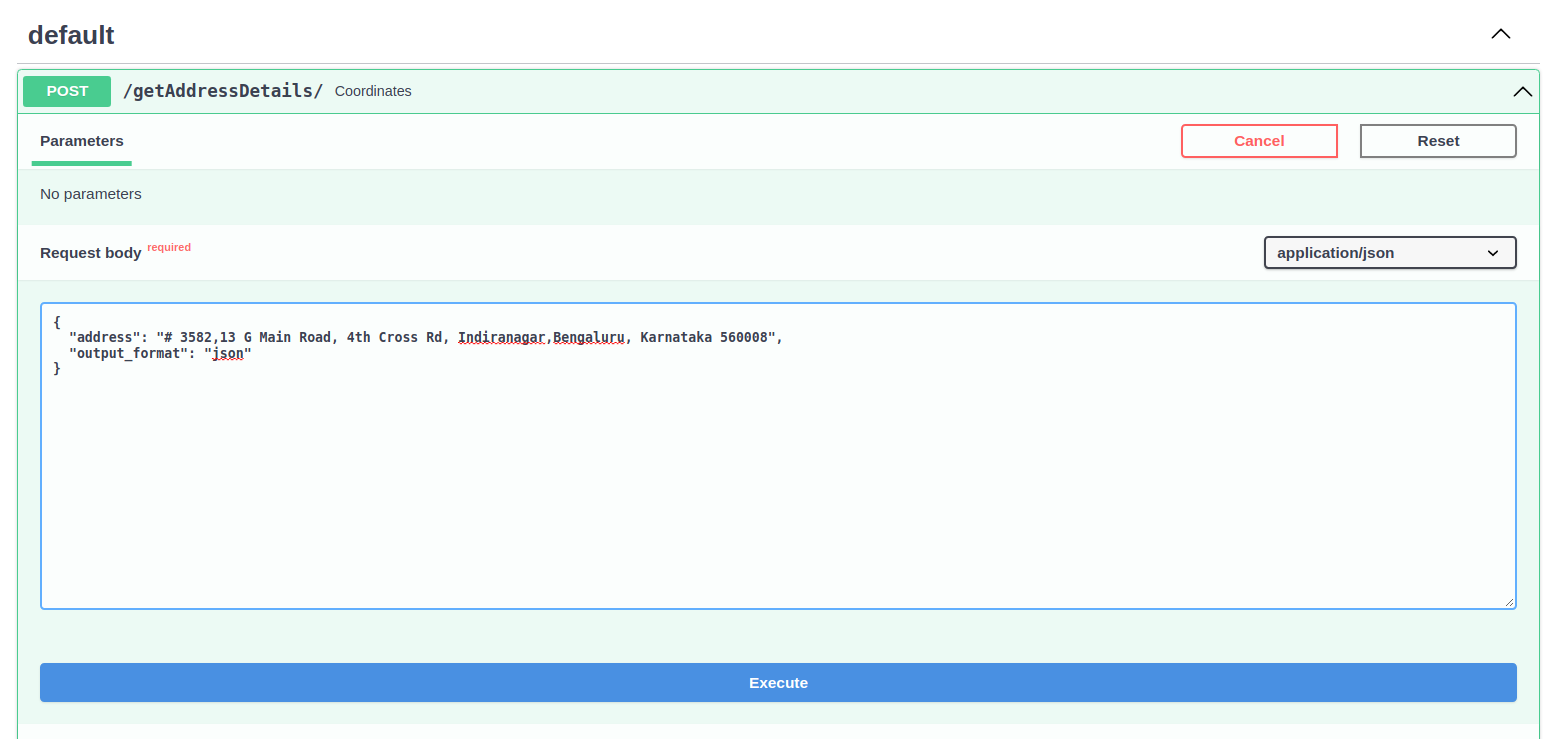 default
POST /getAddressDetails/ Coordinates
Parameters Cancel Reset
No parameters
Request body required application/json
{
"address": "# 3582,13 G Main Road, 4th Cross Rd, Indiranagar,Bengaluru, Karnataka 560008",
"output_format": "json"
}
Execute